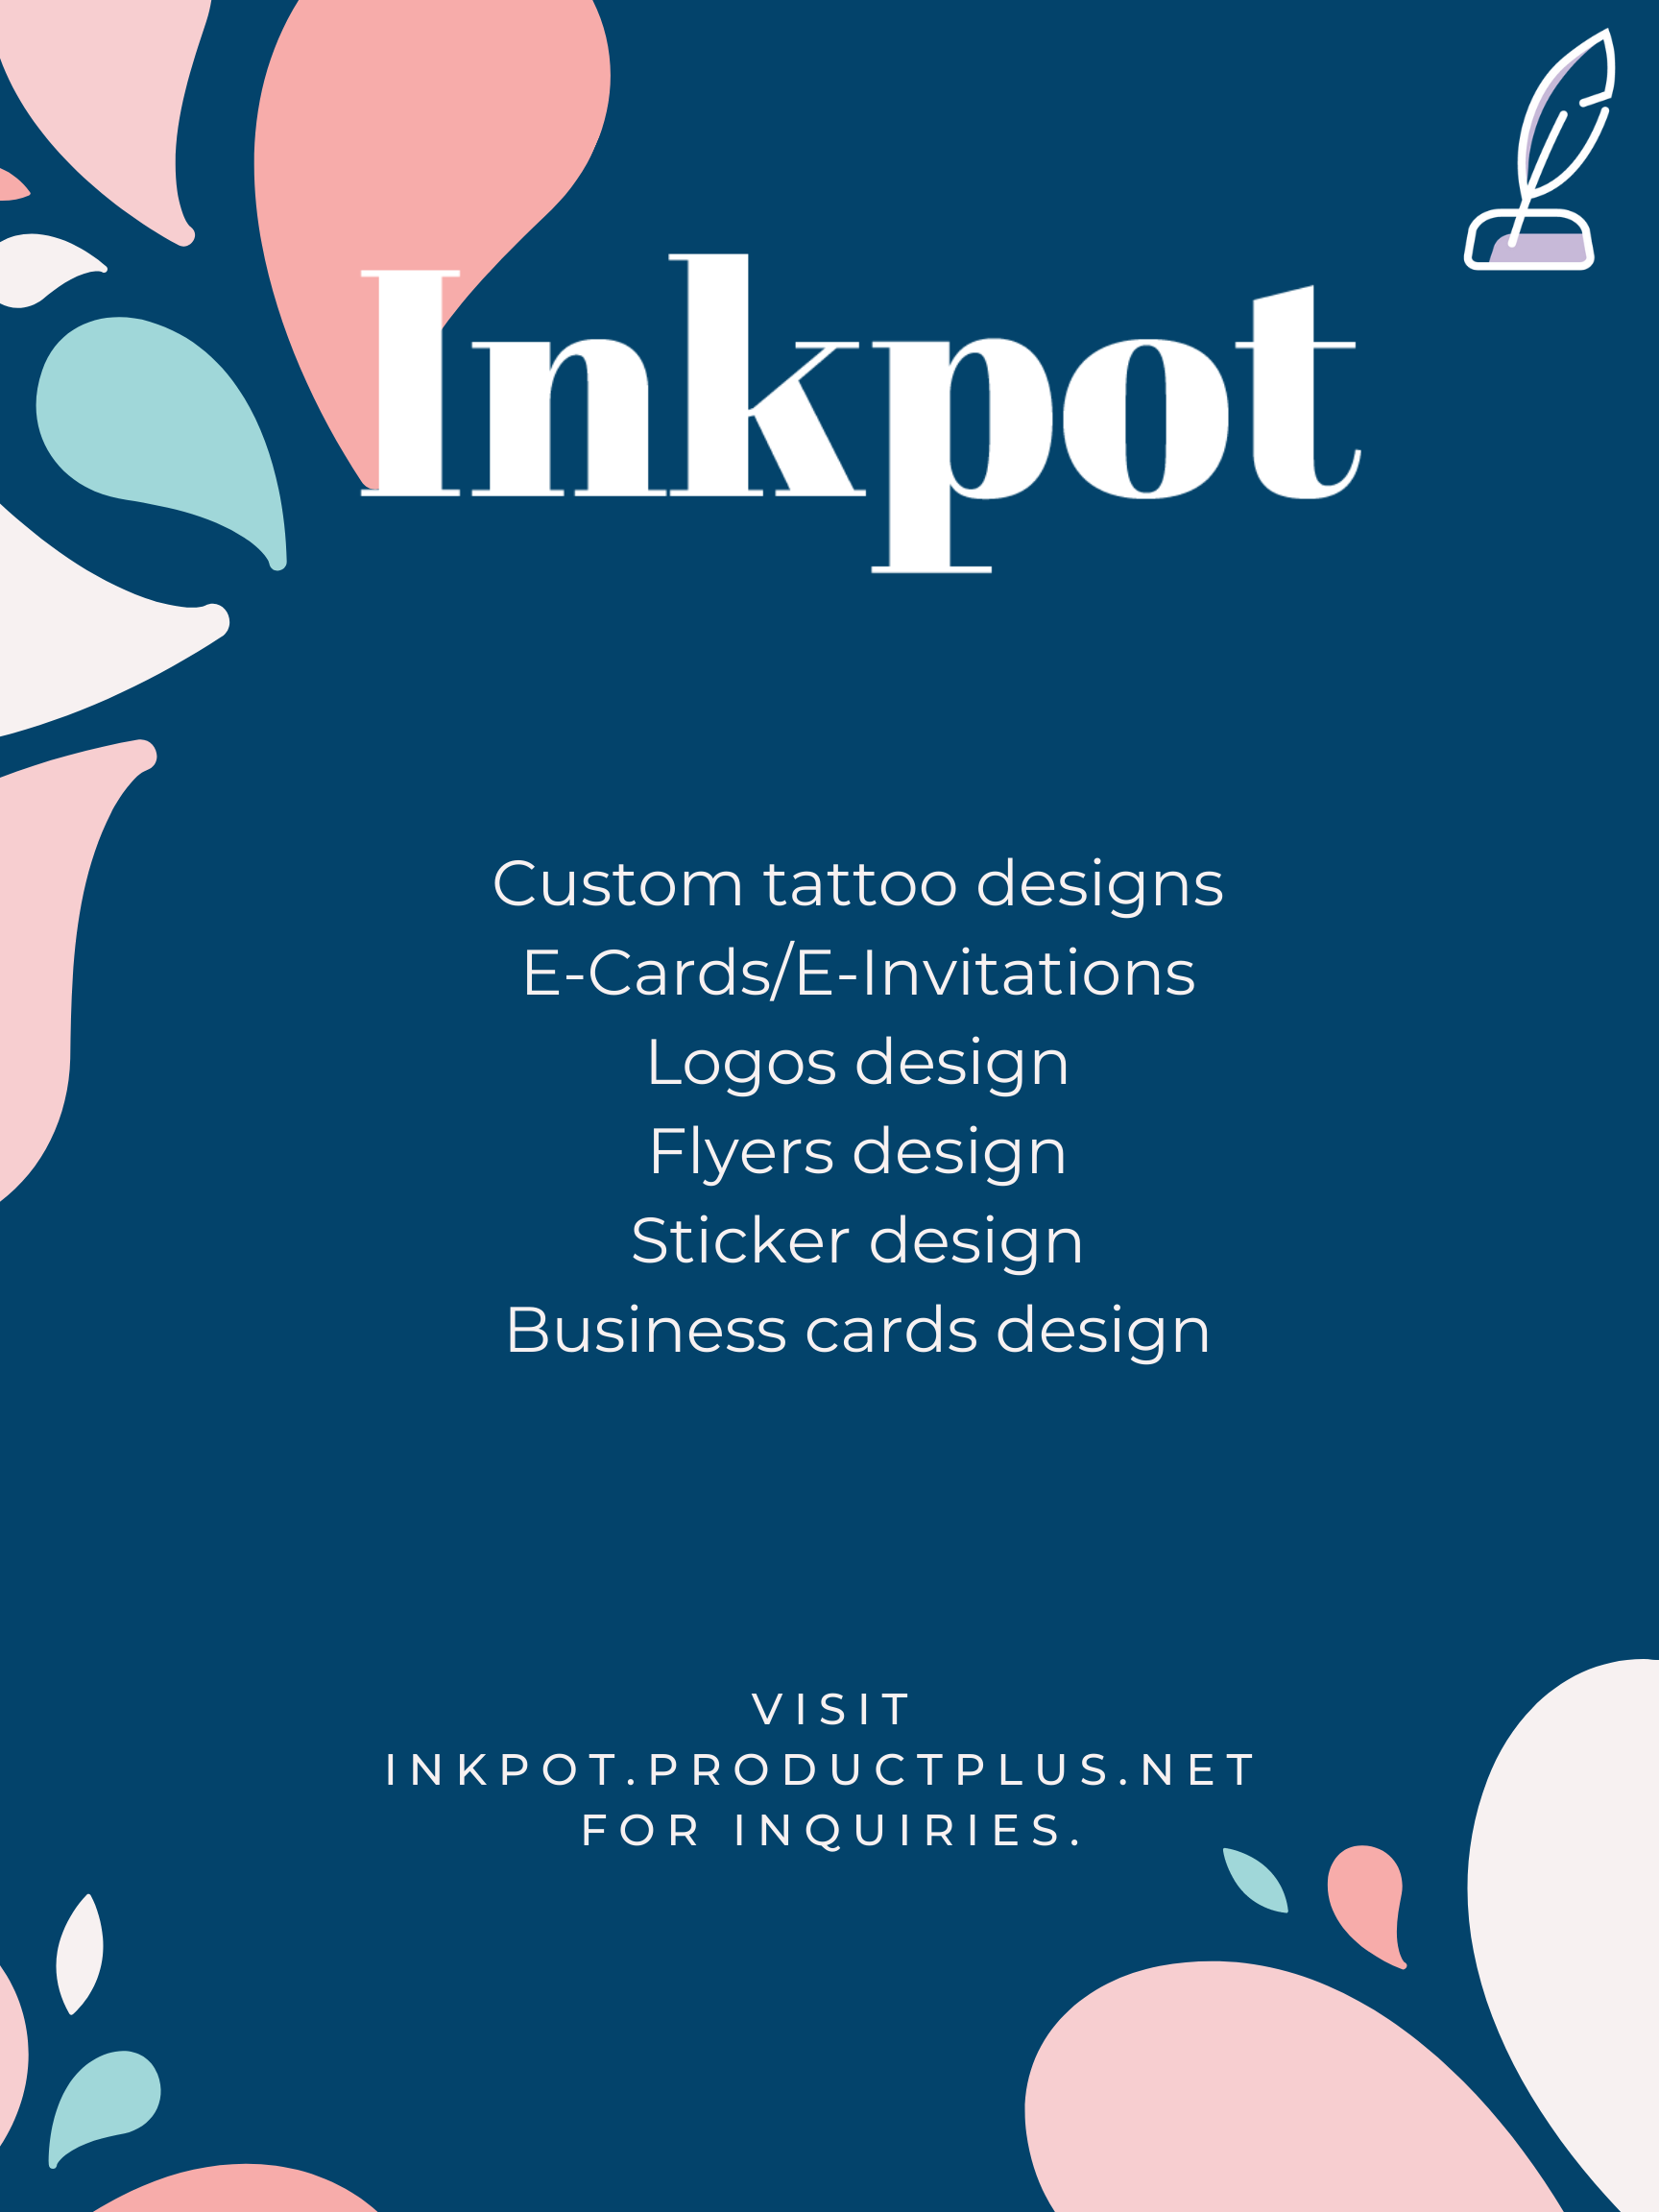 Inkpot
Custom tattoo designs
E-Cards/E-Invitations
Logos design
Flyers design
Sticker design
Business cards design
VISIT
INKPOT.PRODUCTPLUS.NET
FOR INQUIRIES.